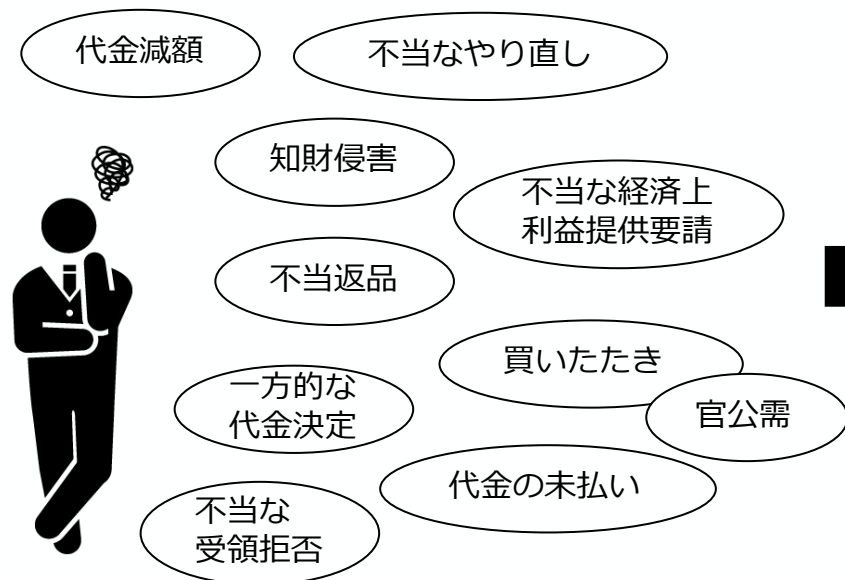 代金減額
不当なやり直し
知財侵害
不当な経済上
利益提供要請
不当返品
買いたたき
一方的な
代金決定
官公需
代金の未払い
不当な
受領拒否